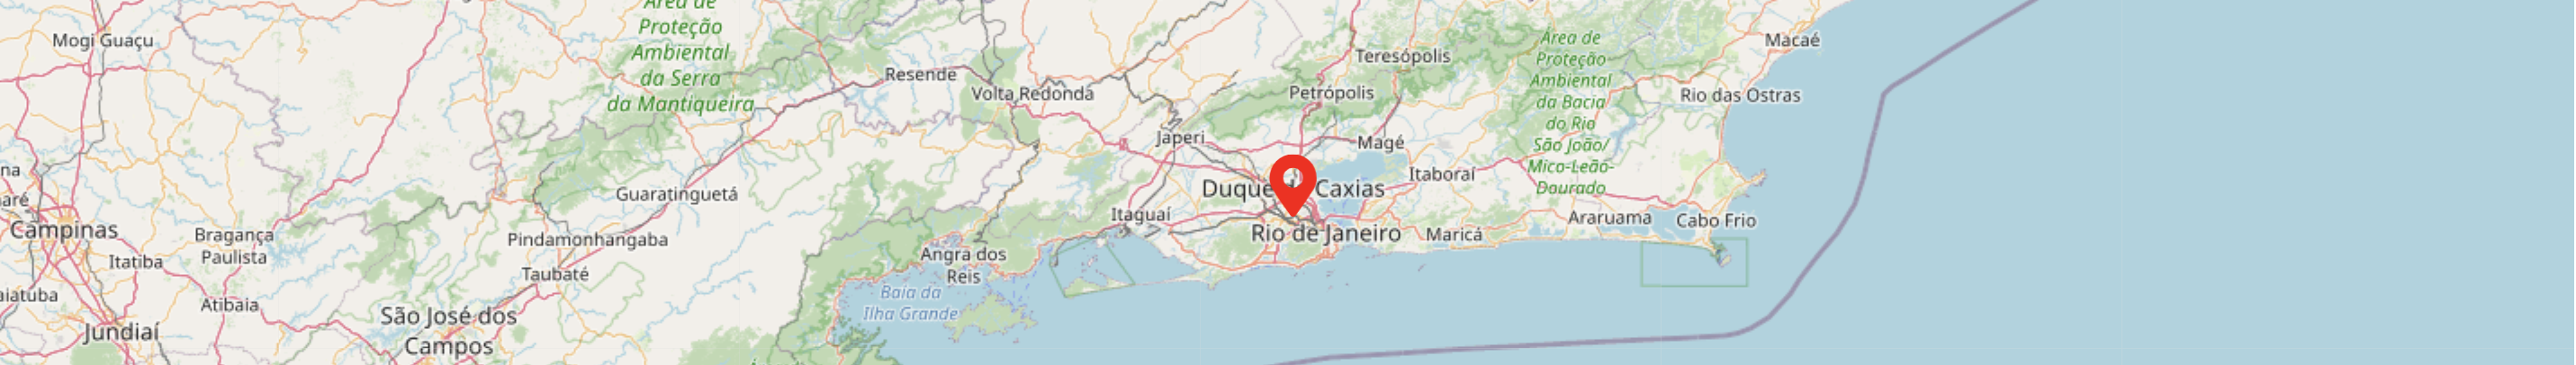 Área de
Proteção
Ambiental
da Serra
da Mantiqueira
Mogi Guaçu
Resende
Volta Redonda
Teresópolis
Petrópolis
Área de
Proteção
Ambiental
da Bacia
do Rio
São João/
Mico-Leão-
Dourado
Macaé
Rio das Ostras
Japeri
Magé
Itaboraí
Guaratinguetá
Duque
Caxias
Itaguaí
Rio de Janeiro
Maricá
Araruama
Cabo Frio
Campinas
Bragança
Paulista
Itatiba
Pindamonhangaba
Taubaté
Angra dos
Reis
Baía da
Ilha Grande
Atibaia
São José dos
Campos
Jundiaí
aiatuba
na
aré